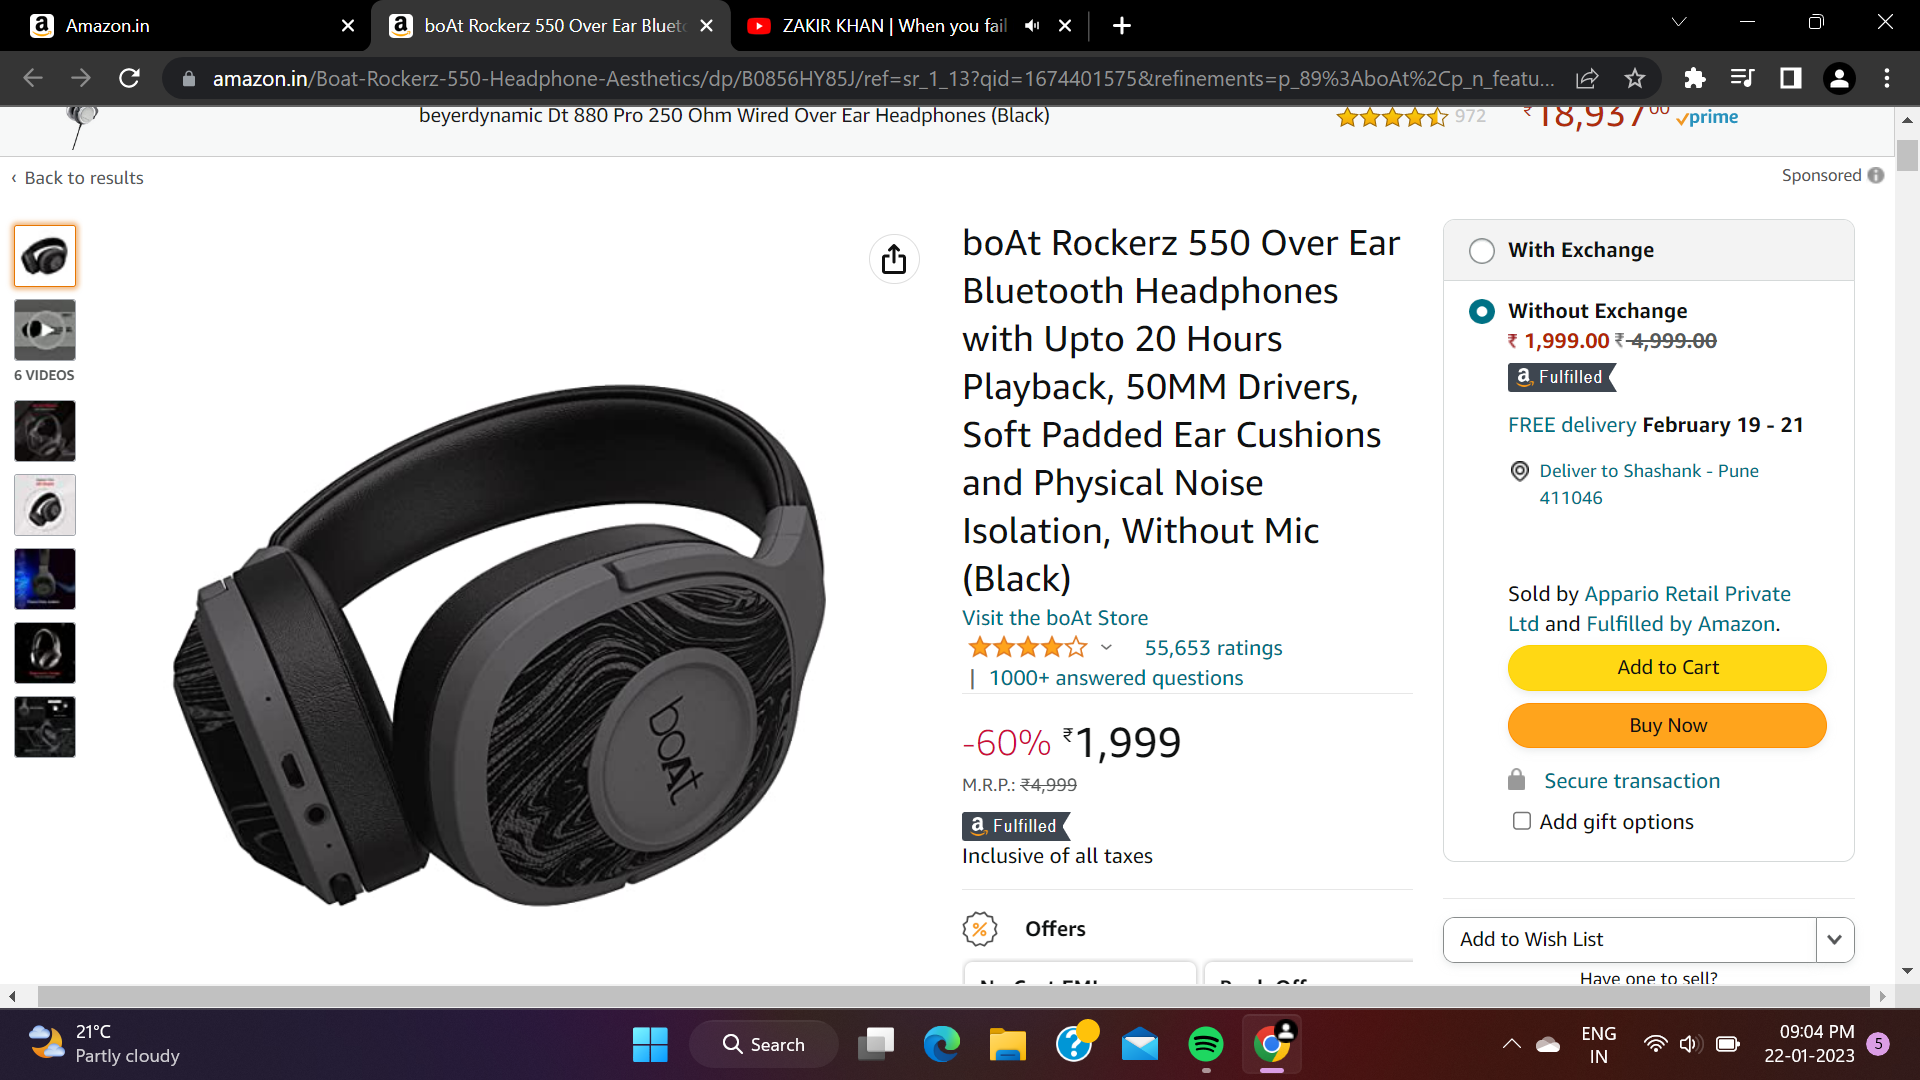 Amazon.in
boAt Rockerz 550 Over Ear Bluet
ZAKIR KHAN | When you fail
amazon.in/Boat-Rockerz-550-Headphone-Aesthetics/dp/B0856HY85J/ref=sr_1_13?qid=1674401575&refinements=p_89%3AboAt%2Cp_n_featu...
beyerdynamic Dt 880 Pro 250 Ohm Wired Over Ear Headphones (Black)
972
₹18,93700 prime
‹ Back to results
Sponsored
6 VIDEOS
boAt
boAt Rockerz 550 Over Ear
Bluetooth Headphones
with Upto 20 Hours
Playback, 50MM Drivers,
Soft Padded Ear Cushions
and Physical Noise
Isolation, Without Mic
(Black)
Visit the boAt Store
55,653 ratings
| 1000+ answered questions
-60% ₹1,999
M.R.P.: ₹4,999
a Fulfilled
Inclusive of all taxes
% Offers
With Exchange
Without Exchange
₹ 1,999.00 ₹ 4,999.00
a Fulfilled
FREE delivery February 19 - 21
Deliver to Shashank - Pune
411046
Sold by Appario Retail Private
Ltd and Fulfilled by Amazon.
Add to Cart
Buy Now
Secure transaction
Add gift options
Add to Wish List
Have one to sell?
21°C
Partly cloudy
Search
ENG
IN
09:04 PM
22-01-2023
5